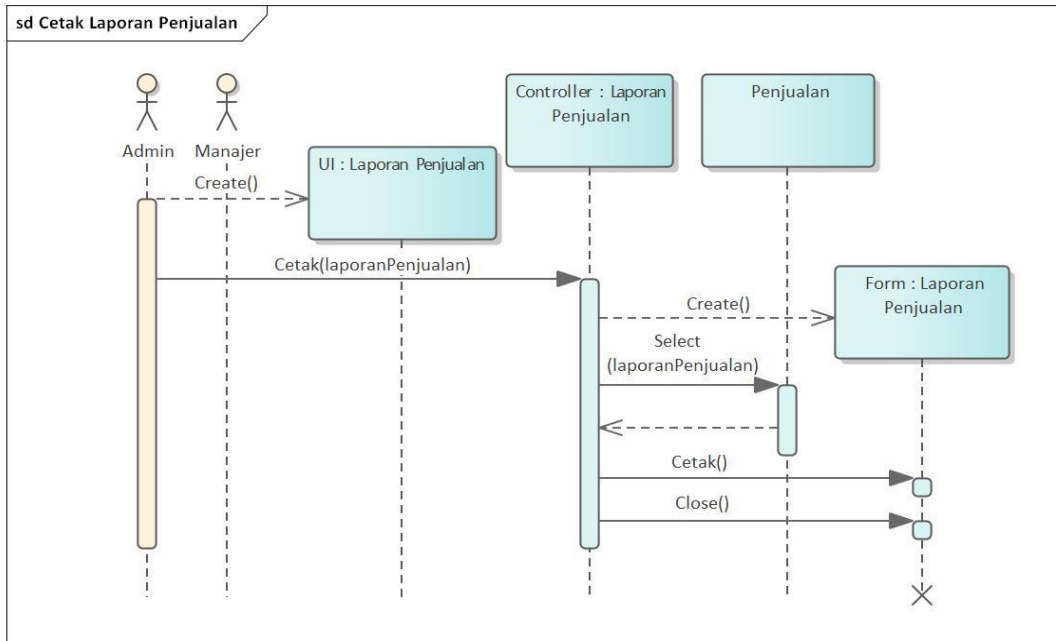 sd Cetak Laporan Penjualan
Admin
Manajer
UI : Laporan Penjualan
Controller : Laporan
Penjualan
Penjualan
Create()
Cetak(laporanPenjualan)
Form : Laporan
Penjualan
Create()
Select
(laporanPenjualan)
Cetak()
Close()